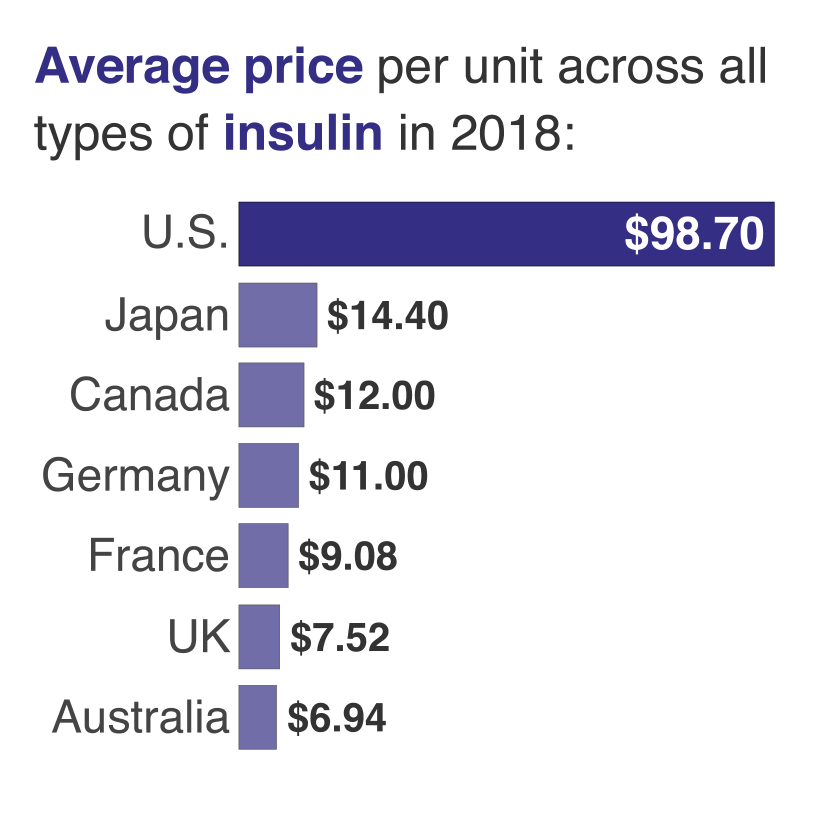 Average price per unit across all
types of insulin in 2018:
U.S. $98.70
Japan $14.40
Canada $12.00
Germany $11.00
France $9.08
UK $7.52
Australia $6.94